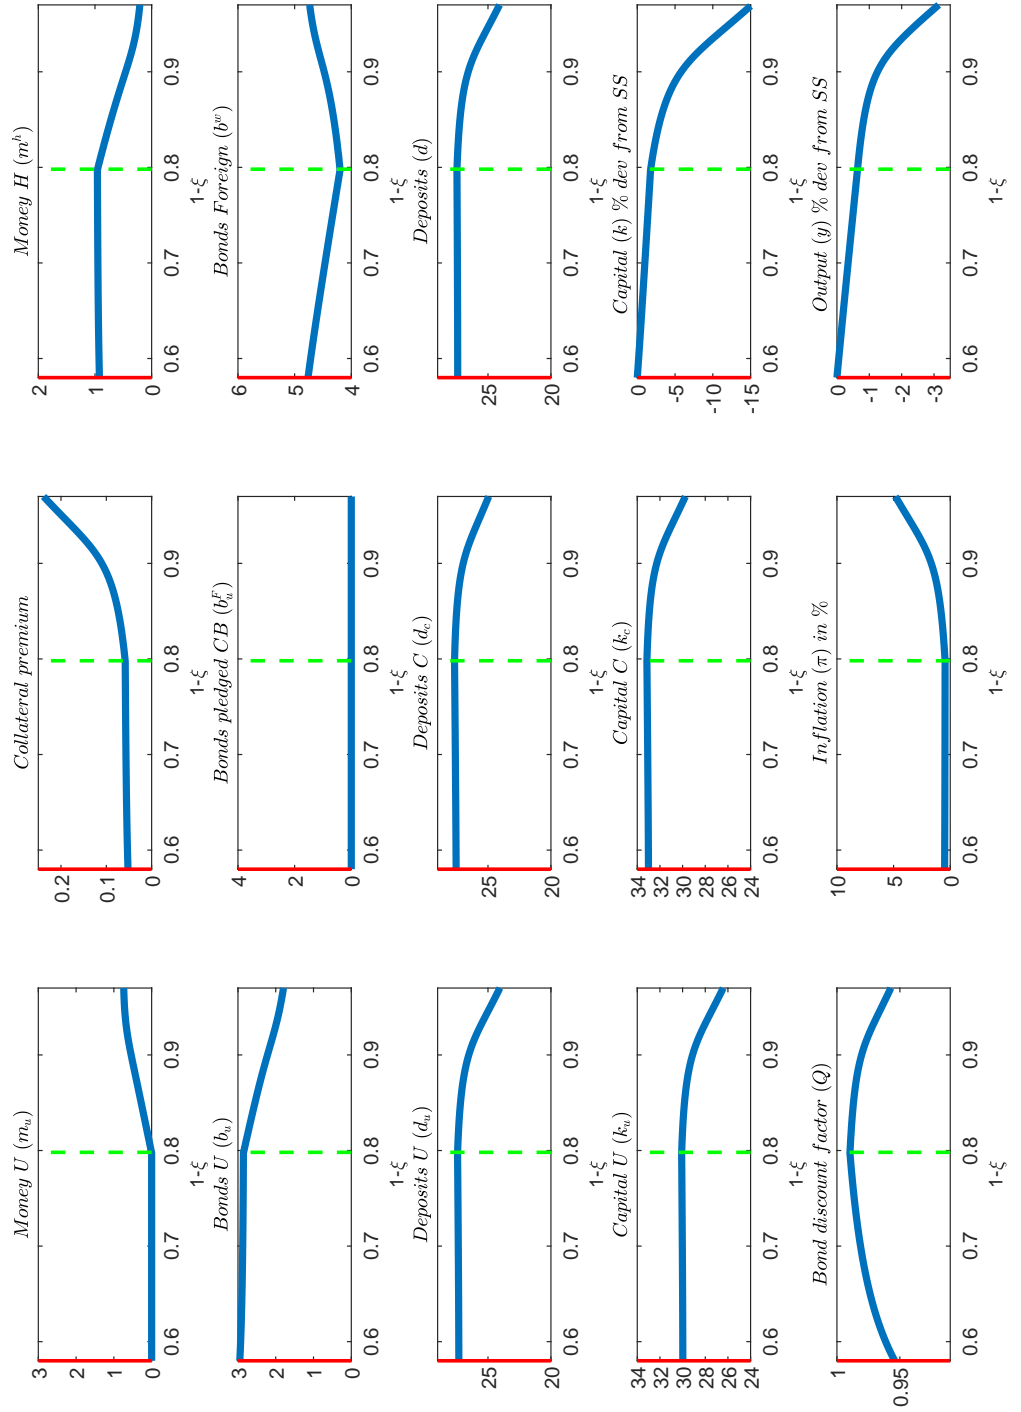 Money U (m_u)
3
2
1
0
0.6 0.7 0.8 0.9
1-ξ
Collateral premium
0.2
0.1
0
0.6 0.7 0.8 0.9
1-ξ
Money H (m^h)
2
1
0
0.6 0.7 0.8 0.9
1-ξ
Bonds U (b_u)
3
2
1
0
0.6 0.7 0.8 0.9
1-ξ
Bonds pledged CB (b_u^F)
4
2
0
0.6 0.7 0.8 0.9
1-ξ
Bonds Foreign (b^w)
6
5
4
0.6 0.7 0.8 0.9
1-ξ
Deposits U (d_u)
25
20
0.6 0.7 0.8 0.9
1-ξ
Deposits C (d_c)
25
20
0.6 0.7 0.8 0.9
1-ξ
Deposits (d)
25
20
0.6 0.7 0.8 0.9
1-ξ
Capital U (k_u)
34
32
30
28
26
24
0.6 0.7 0.8 0.9
1-ξ
Capital C (k_c)
34
32
30
28
26
24
0.6 0.7 0.8 0.9
1-ξ
Capital (k) % dev from SS
0
-5
-10
-15
0.6 0.7 0.8 0.9
1-ξ
Bond discount factor (Q)
1
0.95
0.6 0.7 0.8 0.9
1-ξ
Inflation (π) in %
10
5
0
0.6 0.7 0.8 0.9
1-ξ
Output (y) % dev from SS
0
-1
-2
-3
0.6 0.7 0.8 0.9
1-ξ